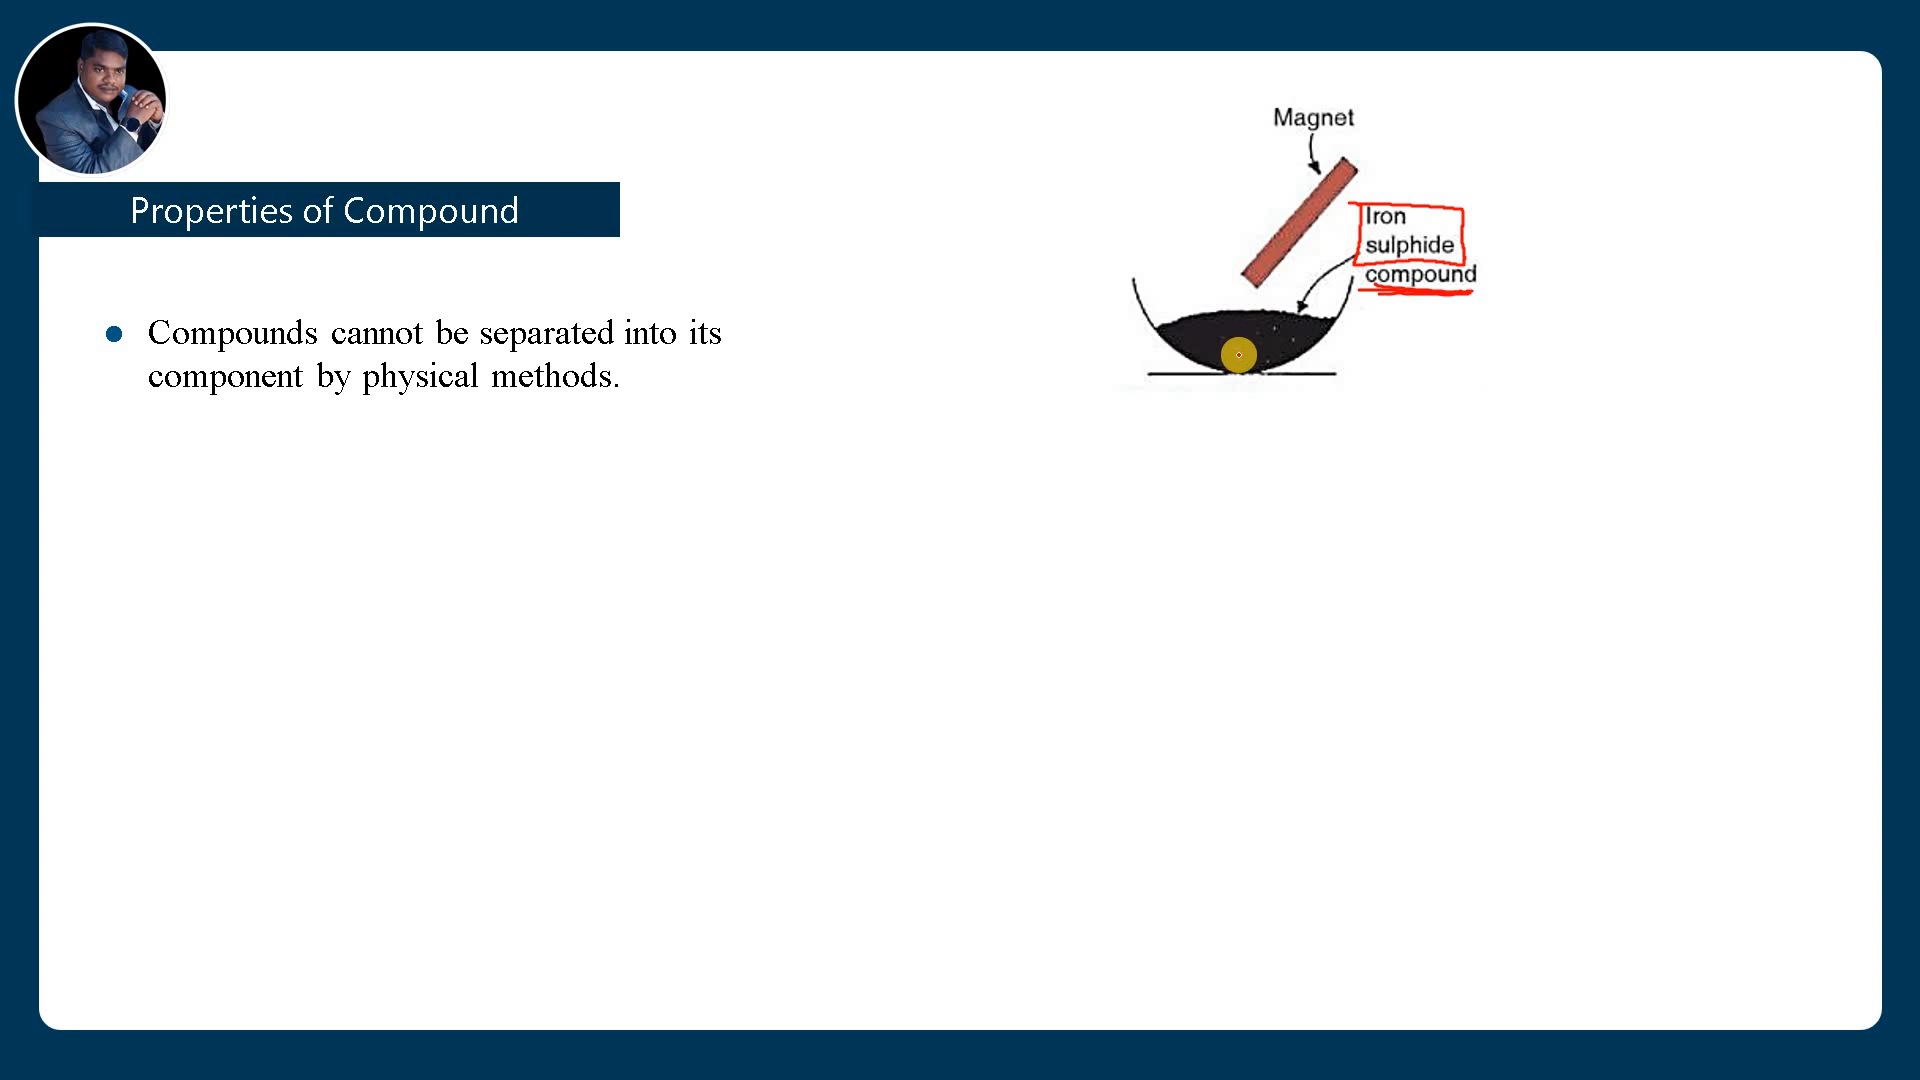 Properties of Compound
Compounds cannot be separated into its
component by physical methods.
Magnet
Iron
sulphide
compound